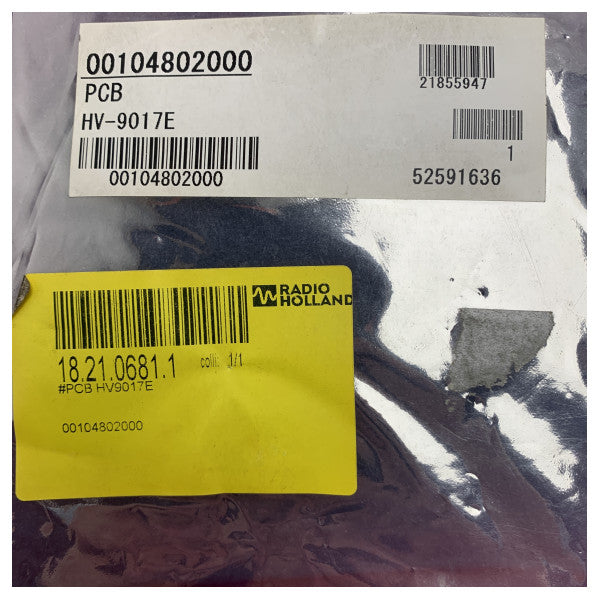 00104802000
PCB
HV-9017E
00104802000
21855947
1
52591636
RADIO
HOLLAND
18.21.0681.1 colli: 1/1
#PCB HV9017E
00104802000